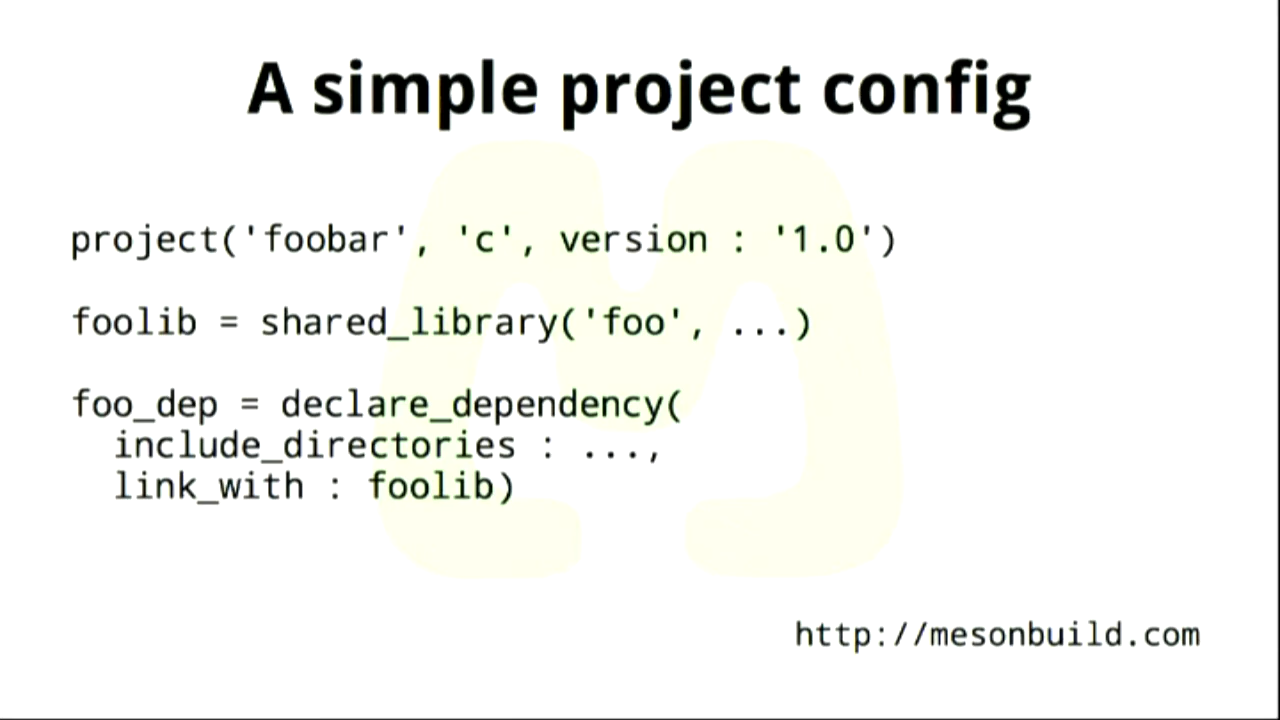 A simple project config
project('foobar', 'c', version : '1.0')
foolib = shared_library('foo', ...)
foo_dep = declare_dependency(
  include_directories : ...,
  link_with : foolib)
http://mesonbuild.com